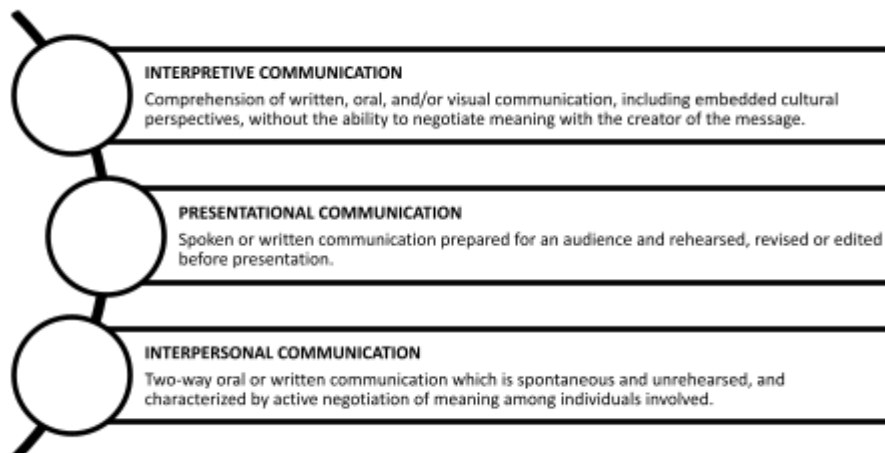 INTERPRETIVE COMMUNICATION
Comprehension of written, oral, and/or visual communication, including embedded cultural
perspectives, without the ability to negotiate meaning with the creator of the message.
PRESENTATIONAL COMMUNICATION
Spoken or written communication prepared for an audience and rehearsed, revised or edited
before presentation.
INTERPERSONAL COMMUNICATION
Two-way oral or written communication which is spontaneous and unrehearsed, and
characterized by active negotiation of meaning among individuals involved.